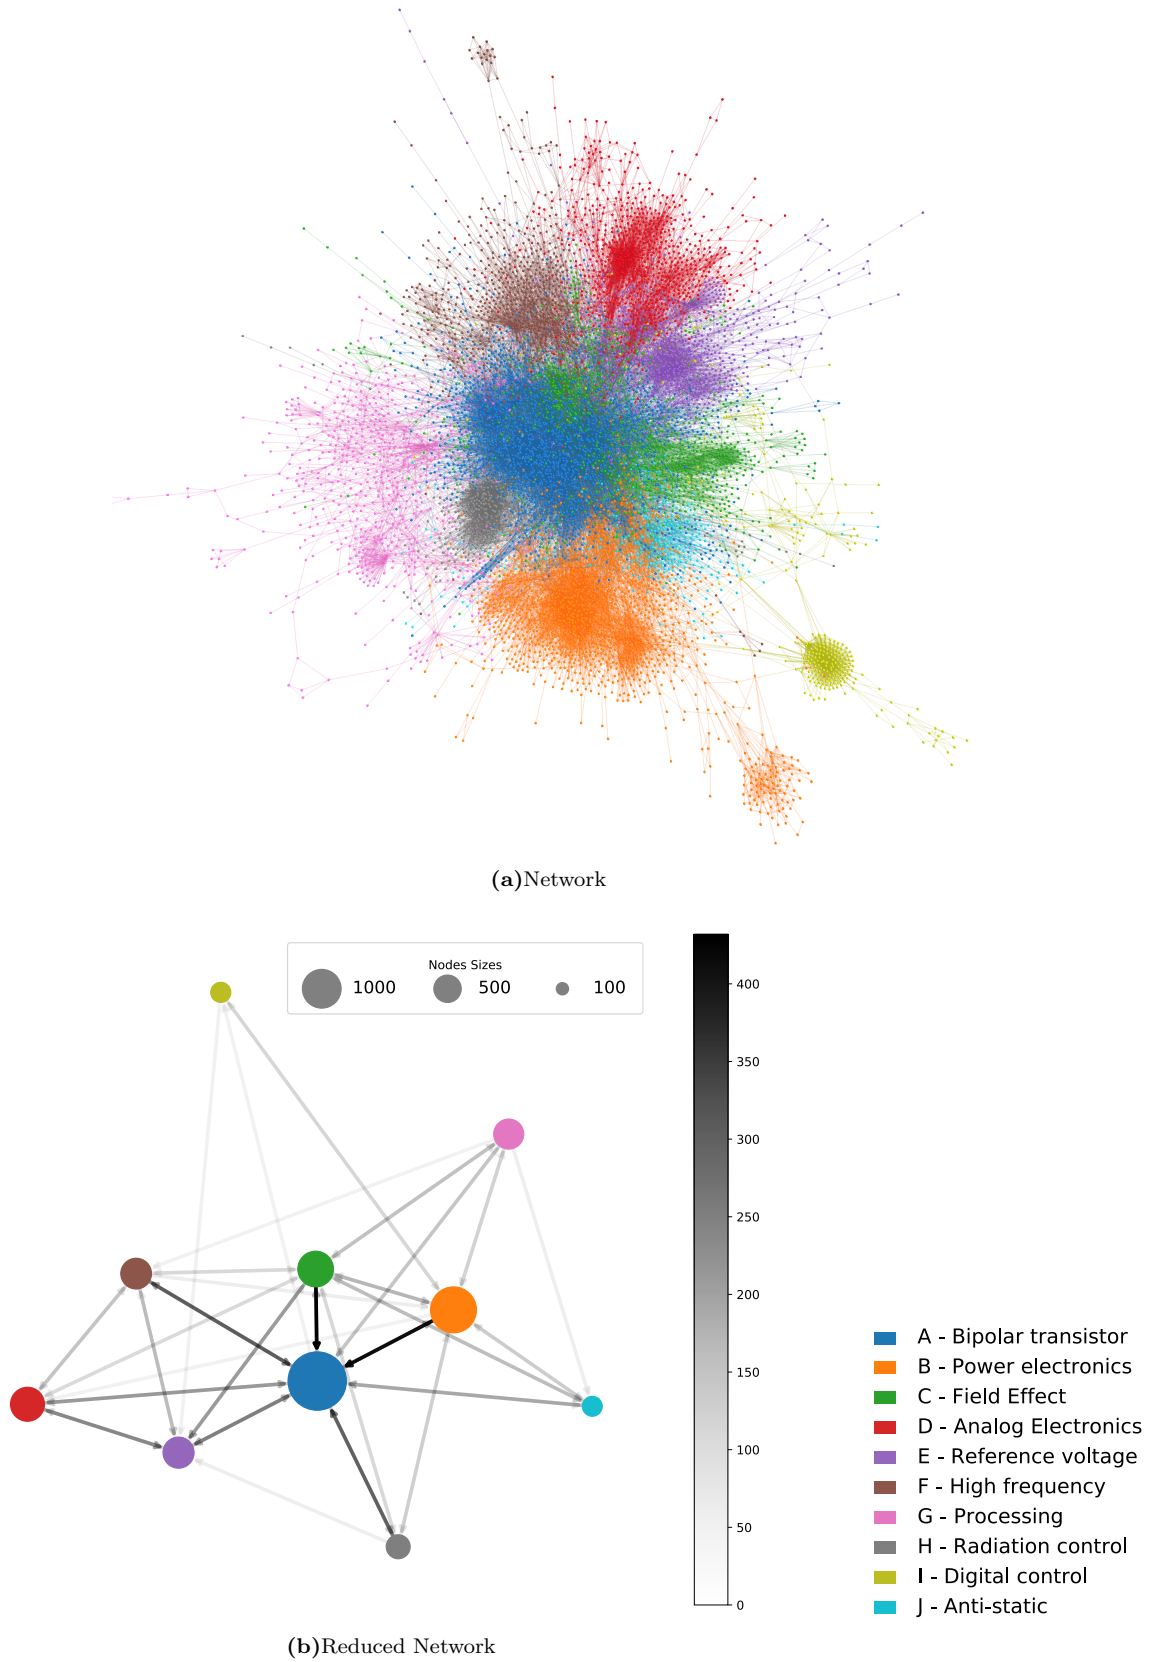 (a)Network
Nodes Sizes
1000 500 100
400
350
300
250
200
150
100
50
0
A - Bipolar transistor
B - Power electronics
C - Field Effect
D - Analog Electronics
E - Reference voltage
F - High frequency
G - Processing
H - Radiation control
I - Digital control
J - Anti-static
(b)Reduced Network